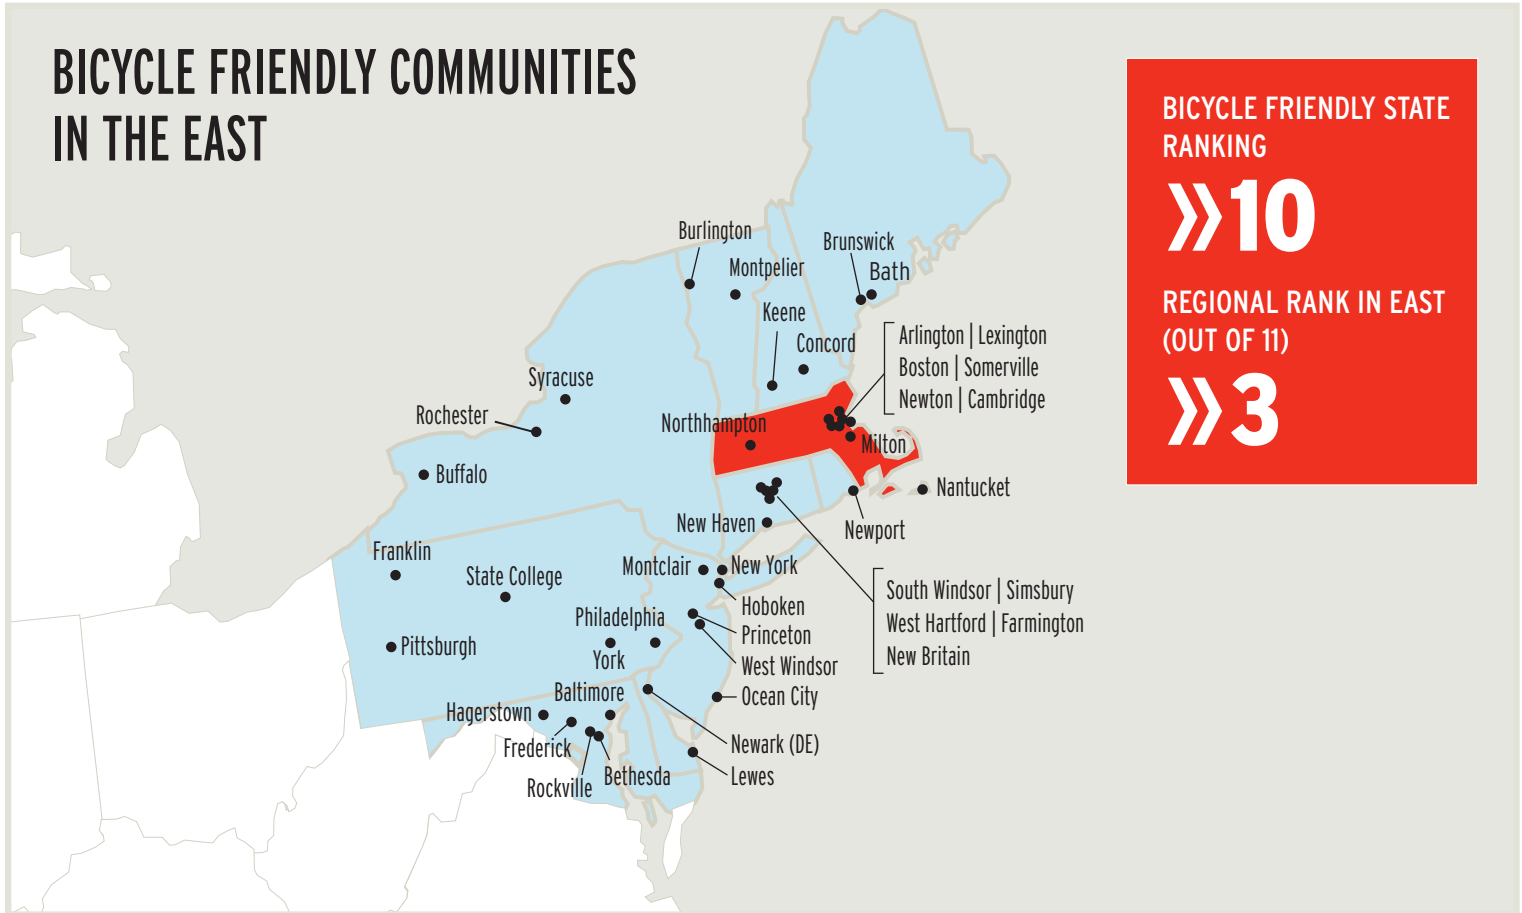 BICYCLE FRIENDLY COMMUNITIES
IN THE EAST
BICYCLE FRIENDLY STATE
RANKING
»10
REGIONAL RANK IN EAST
(OUT OF 11)
»3
Burlington
Montpelier
Brunswick
Bath
Keene
Concord
Arlington | Lexington
Boston | Somerville
Newton | Cambridge
Syracuse
Rochester
Northhampton
Milton
Buffalo
Nantucket
New Haven
Newport
Franklin
State College
Montclair
New York
South Windsor | Simsbury
West Hartford | Farmington
New Britain
Hoboken
Philadelphia
Princeton
Pittsburgh
York
West Windsor
Baltimore
Ocean City
Hagerstown
Frederick
Newark (DE)
Rockville
Bethesda
Lewes